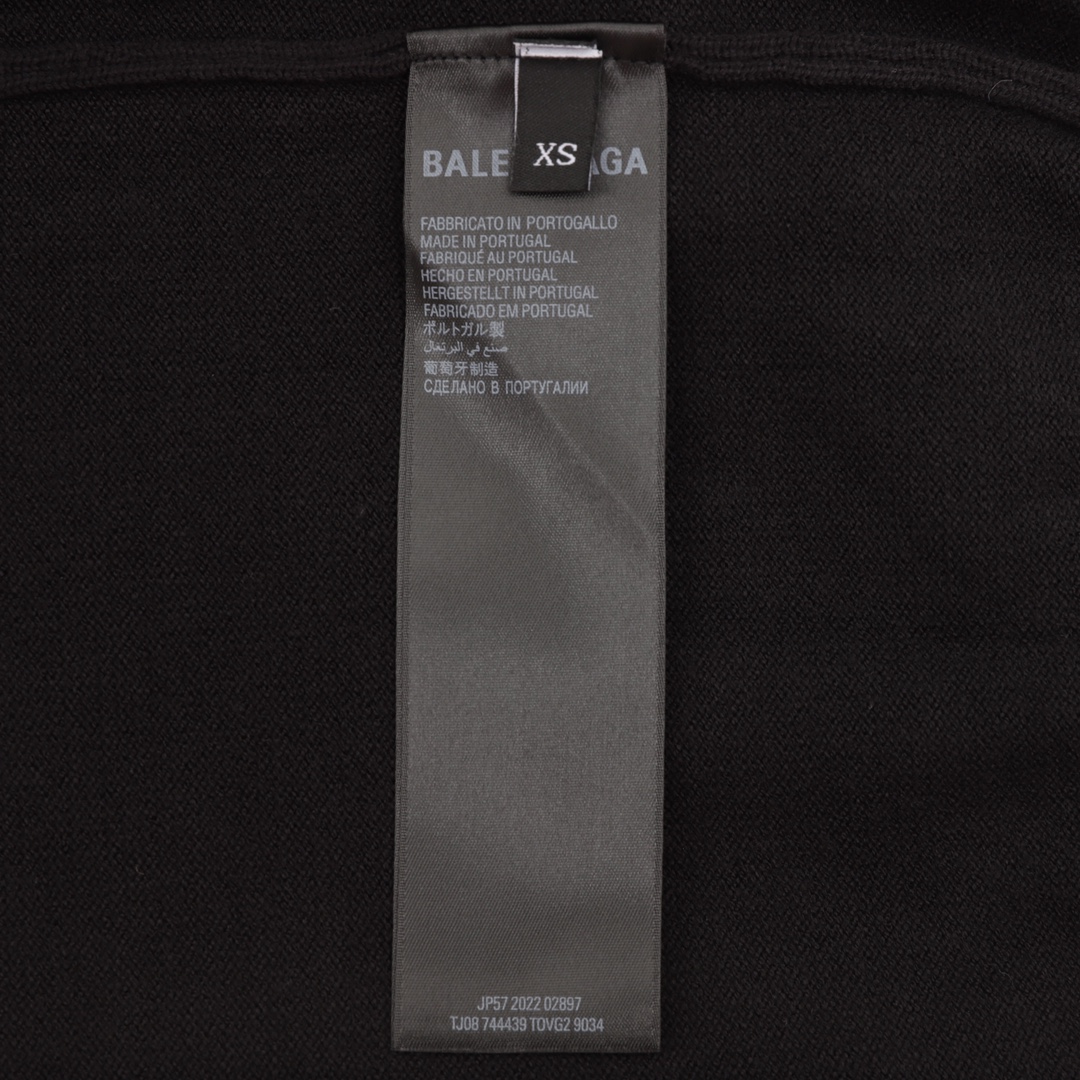 XS
BALE AGA
FABBRICATO IN PORTOGALLO
MADE IN PORTUGAL
FABRIQUÉ AU PORTUGAL
HECHO EN PORTUGAL
HERGESTELLT IN PORTUGAL
FABRICADO EM PORTUGAL
ポルトガル製
صنع في البرتغال
葡萄牙制造
СДЕЛАНО В ПОРТУГАЛИИ
JP57 2022 02897
TJ08 744439 TOVG2 9034